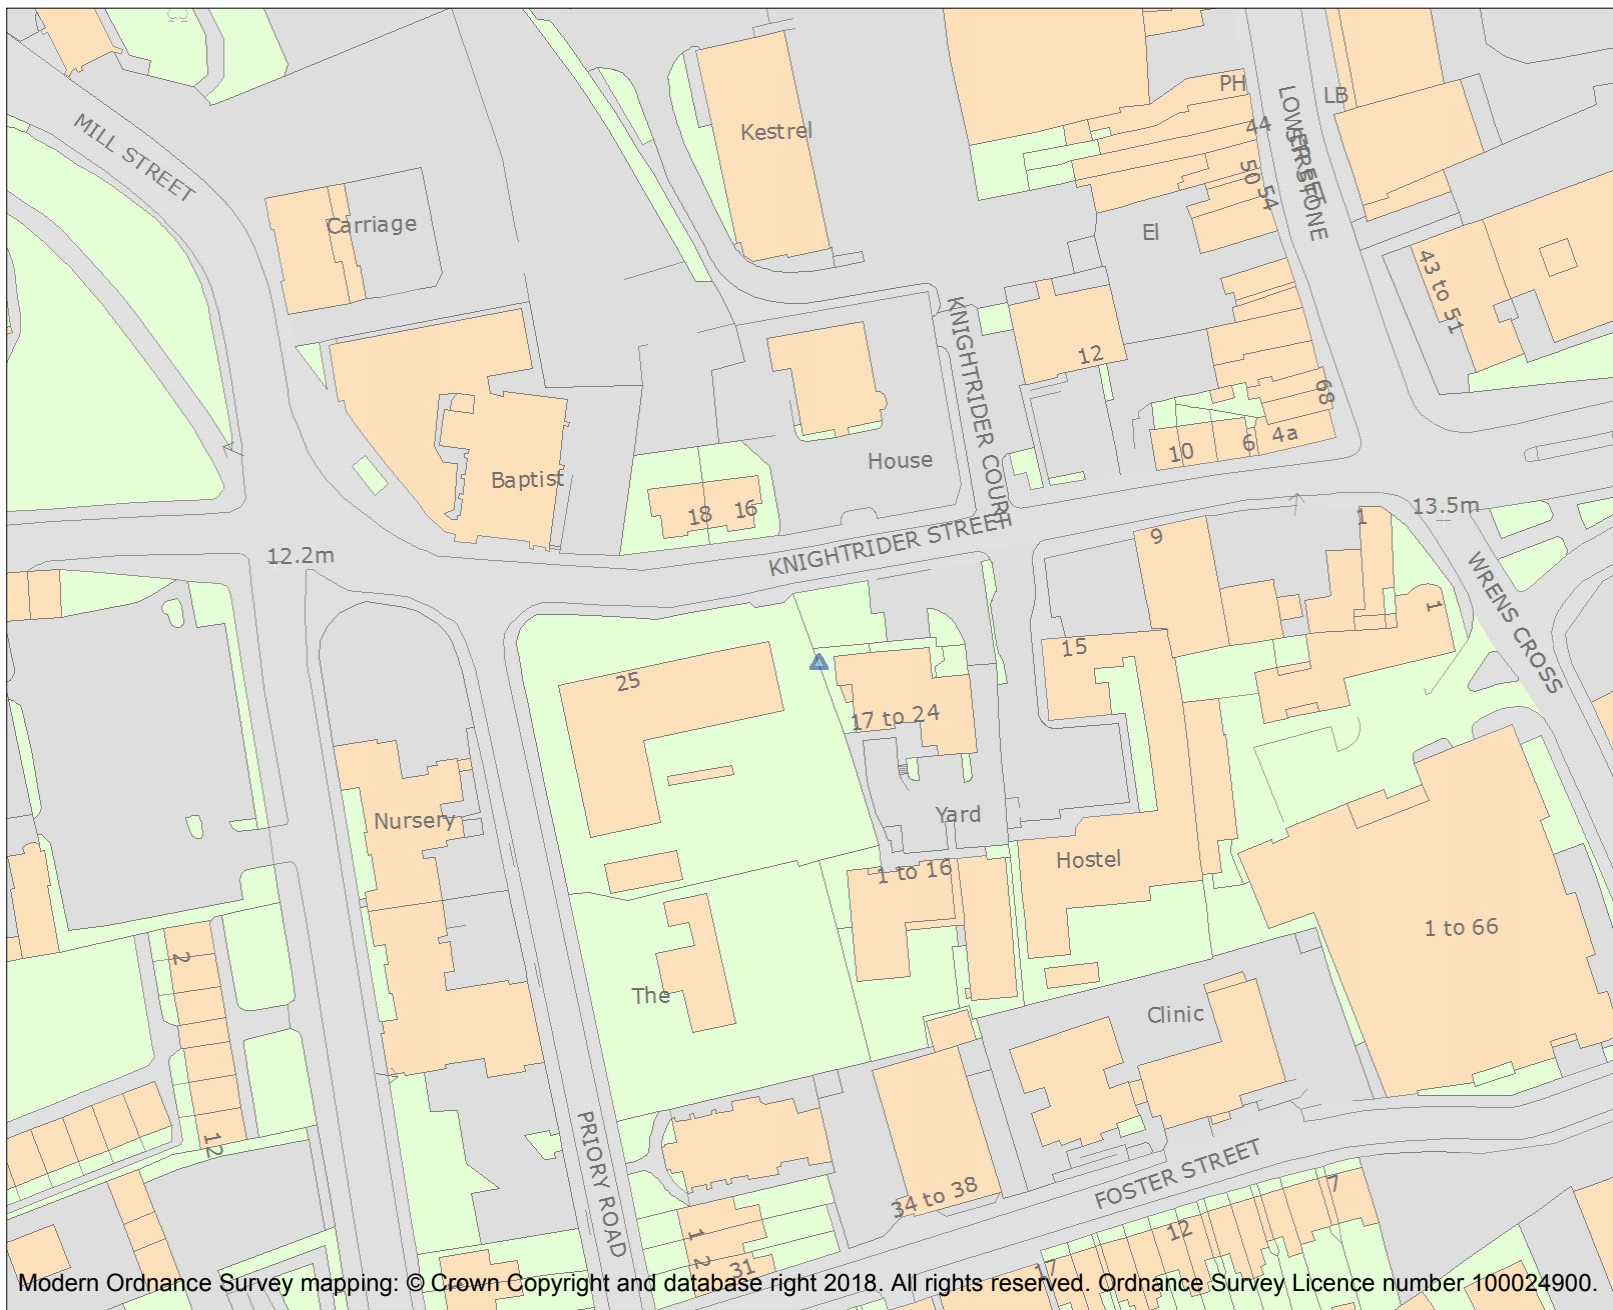 PH
LB
MILL STREET
Kestrel
44
LOWER STONE
STREET
50
54
Carriage
El
43 to 51
KNIGHTRIDER COURT
12
68
10
6
4a
House
Baptist
18
16
13.5m
1
9
KNIGHTRIDER STREET
12.2m
WRENS CROSS
1
15
25
17 to 24
Nursery
Yard
Hostel
1 to 16
1 to 66
2
The
Clinic
12
PRIORY ROAD
FOSTER STREET
34 to 38
7
12
1
2
31
17
Modern Ordnance Survey mapping: © Crown Copyright and database right 2018. All rights reserved. Ordnance Survey Licence number 100024900.